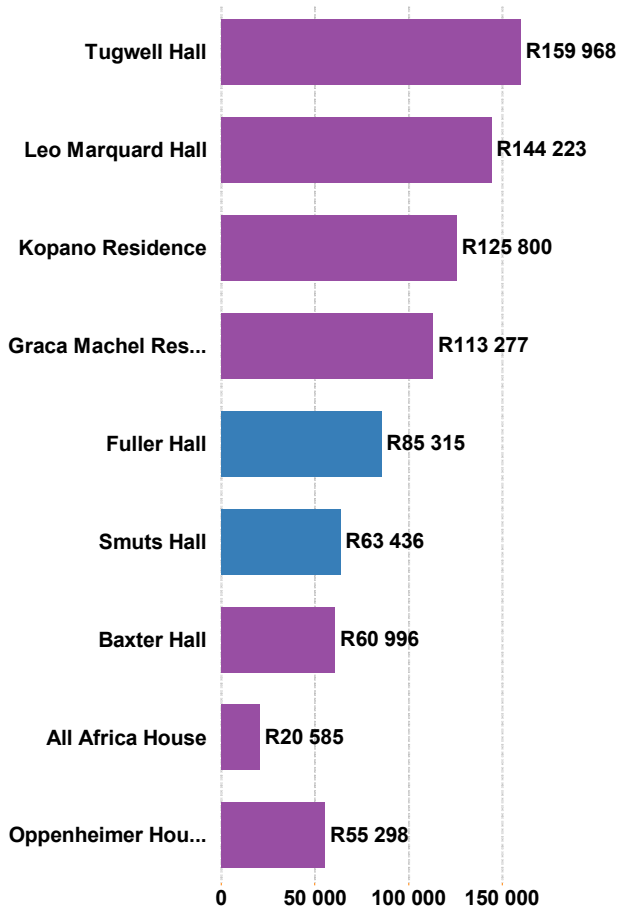 Tugwell Hall R159 968
Leo Marquard Hall R144 223
Kopano Residence R125 800
Graca Machel Res... R113 277
Fuller Hall R85 315
Smuts Hall R63 436
Baxter Hall R60 996
All Africa House R20 585
Oppenheimer Hou... R55 298
0 50 000 100 000 150 000